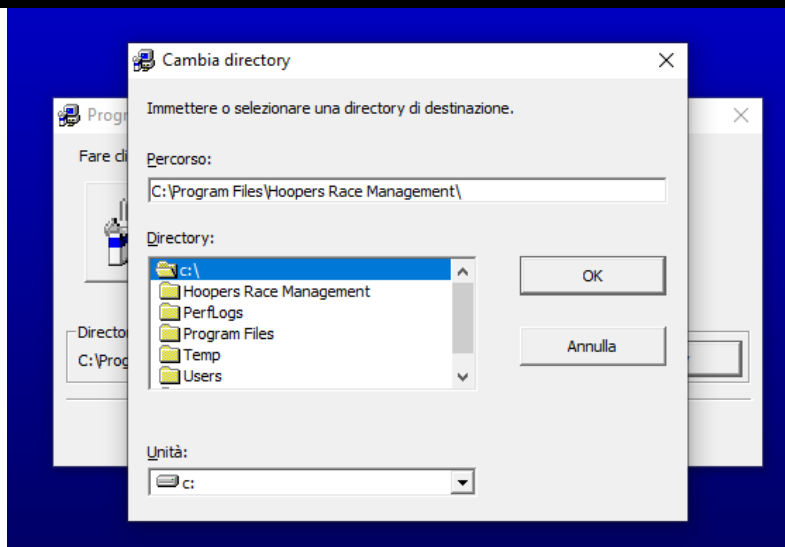 Cambia directory
Immettere o selezionare una directory di destinazione.
Percorso:
C:\Program Files\Hoopers Race Management\
Directory:
c:\
Hoopers Race Management
PerfLogs
Program Files
Temp
Users
OK
Annulla
Unità:
c:
Progr
Fare cli
Director
C:\Prog